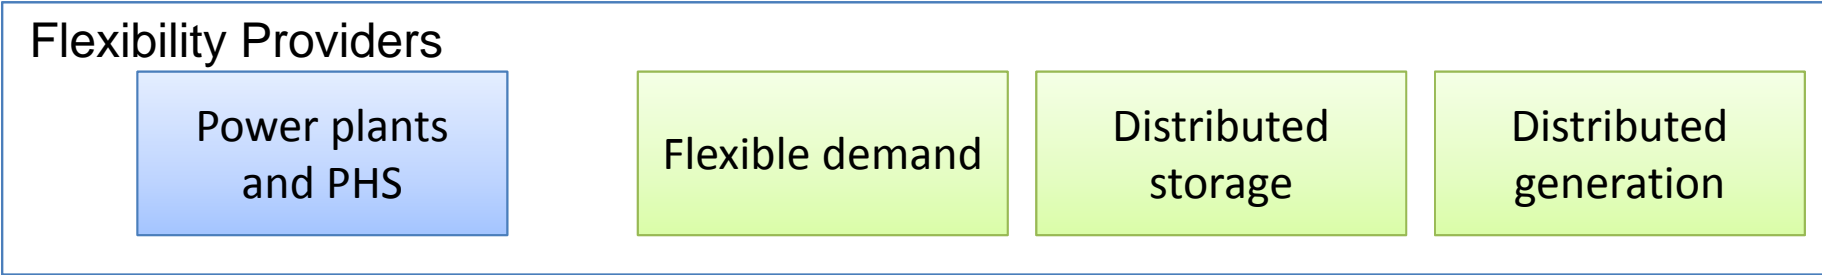 Flexibility Providers
Power plants
and PHS
Flexible demand
Distributed
storage
Distributed
generation